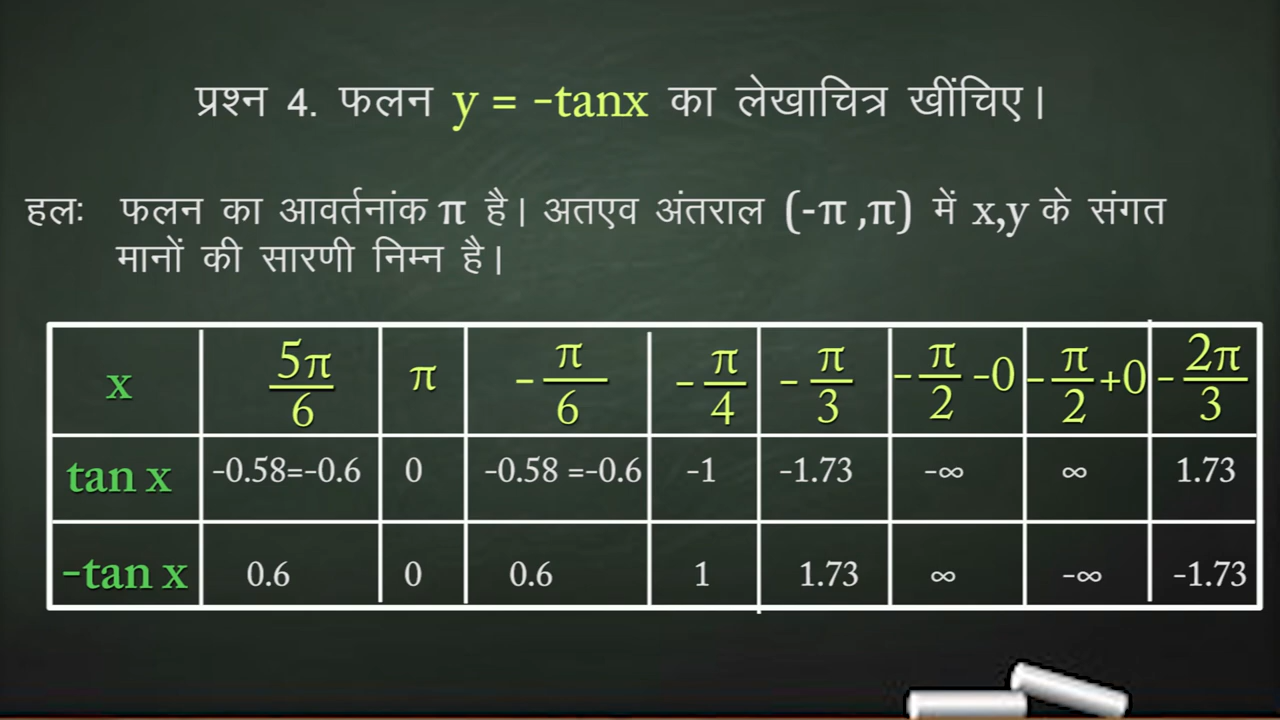 प्रश्न 4. फलन y = -tanx का लेखाचित्र खींचिए।
हलः फलन का आवर्तनांक π है। अतएव अंतराल (-π ,π) में x,y के संगत
मानों की सारणी निम्न है।
x 5π/6 π -π/6 -π/4 -π/3 -π/2 -0 -π/2 +0 -2π/3
tan x -0.58=-0.6 0 -0.58 =-0.6 -1 -1.73 -∞ ∞ 1.73
-tan x 0.6 0 0.6 1 1.73 ∞ -∞ -1.73